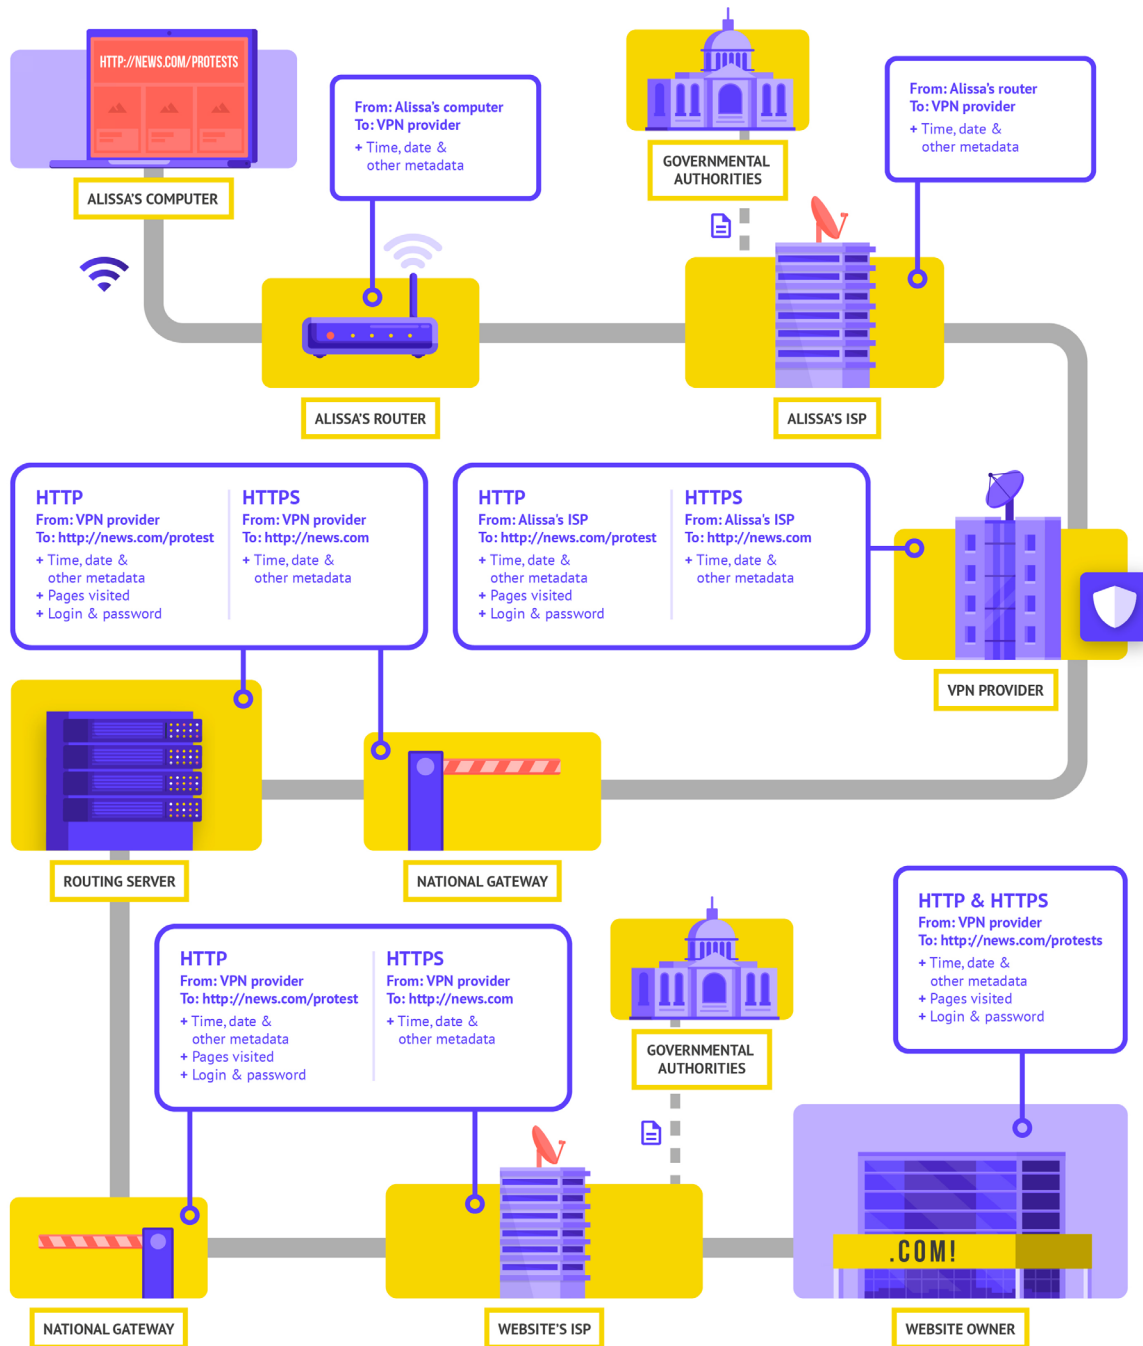 HTTP://NEWS.COM/PROTESTS
ALISSA'S COMPUTER
From: Alissa's computer
To: VPN provider
+ Time, date &
other metadata
ALISSA'S ROUTER
GOVERNMENTAL
AUTHORITIES
From: Alissa's router
To: VPN provider
+ Time, date &
other metadata
ALISSA'S ISP
HTTP
From: Alissa's ISP
To: http://news.com/protest
+ Time, date &
other metadata
+ Pages visited
+ Login & password
HTTPS
From: Alissa's ISP
To: http://news.com
+ Time, date &
other metadata
VPN PROVIDER
HTTP
From: VPN provider
To: http://news.com/protest
+ Time, date &
other metadata
+ Pages visited
+ Login & password
HTTPS
From: VPN provider
To: http://news.com
+ Time, date &
other metadata
NATIONAL GATEWAY
ROUTING SERVER
HTTP
From: VPN provider
To: http://news.com/protest
+ Time, date &
other metadata
+ Pages visited
+ Login & password
HTTPS
From: VPN provider
To: http://news.com
+ Time, date &
other metadata
NATIONAL GATEWAY
WEBSITE'S ISP
GOVERNMENTAL
AUTHORITIES
HTTP & HTTPS
From: VPN provider
To: http://news.com/protests
+ Time, date &
other metadata
+ Pages visited
+ Login & password
.COM!
WEBSITE OWNER